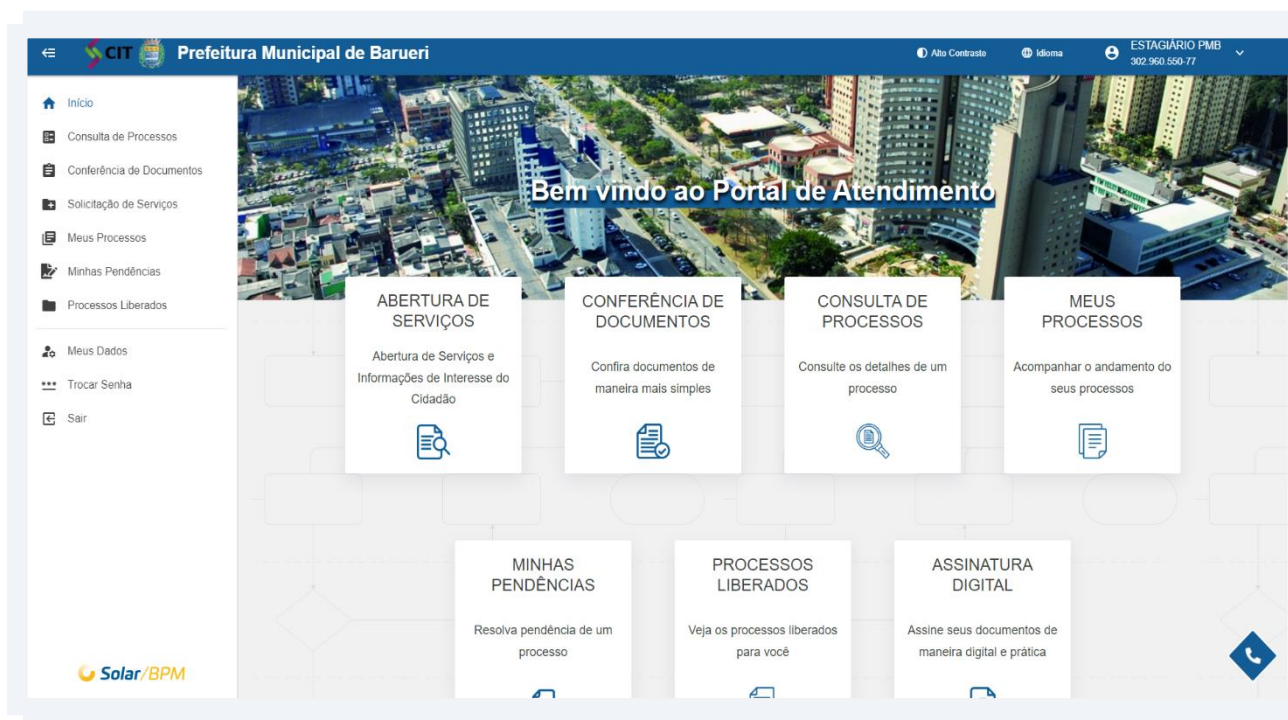 CIT
Prefeitura Municipal de Barueri
Alto Contraste
Idioma
ESTAGIÁRIO PMB
302.960.550-77
Início
Consulta de Processos
Conferência de Documentos
Solicitação de Serviços
Meus Processos
Minhas Pendências
Processos Liberados
Meus Dados
Trocar Senha
Sair
Solar/BPM
Bem vindo ao Portal de Atendimento
ABERTURA DE
SERVIÇOS
Abertura de Serviços e
Informações de Interesse do
Cidadão
CONFERÊNCIA DE
DOCUMENTOS
Confira documentos de
maneira mais simples
CONSULTA DE
PROCESSOS
Consulte os detalhes de um
processo
MEUS
PROCESSOS
Acompanhar o andamento do
seus processos
MINHAS
PENDÊNCIAS
Resolva pendência de um
processo
PROCESSOS
LIBERADOS
Veja os processos liberados
para você
ASSINATURA
DIGITAL
Assine seus documentos de
maneira digital e prática